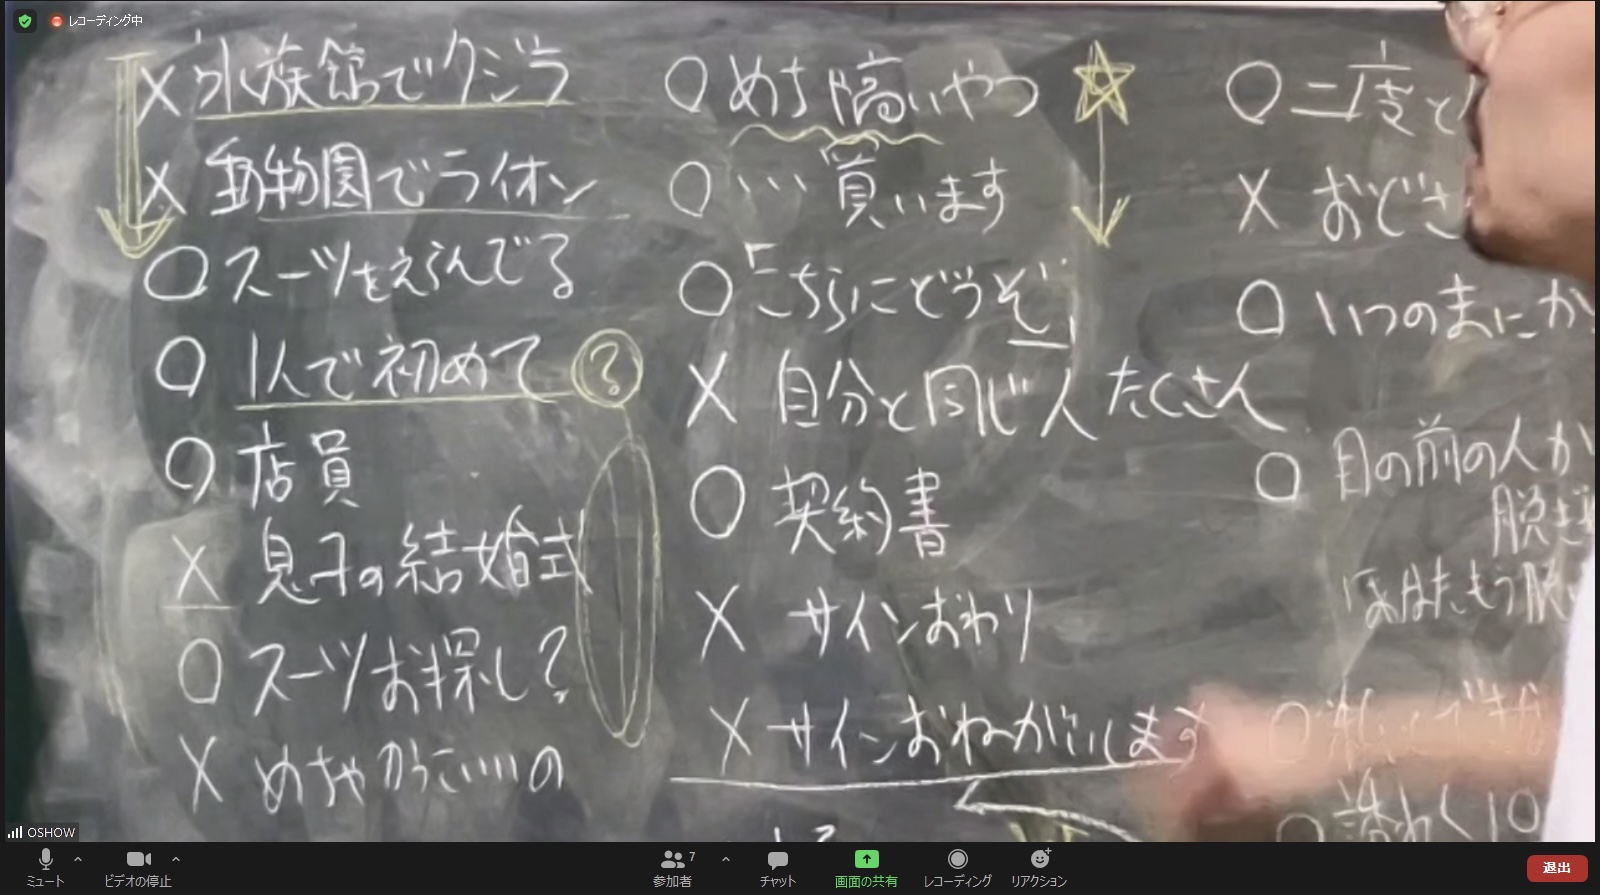 レコーディング中
× 水族館でクジラ
× 動物園でライオン
○ スーツをえらんでる
○ 1人で初めて ?
○ 店員
× 息子の結婚式
○ スーツお探し?
× めちゃかっこいいの
○ めち高いやつ
○ ... 買います
○ 「こちらにどうぞ」
× 自分と同じ人たくさん
○ 契約書
× サインおわり
× サインおねがいします
○ 二度と
× おどさ
○ いつのまにか
○ 目の前の人が
脱ぎ
ほぼもう脱
OSHOW
ミュート
ビデオの停止
7
参加者
チャット
画面の共有
レコーディング
リアクション
退出